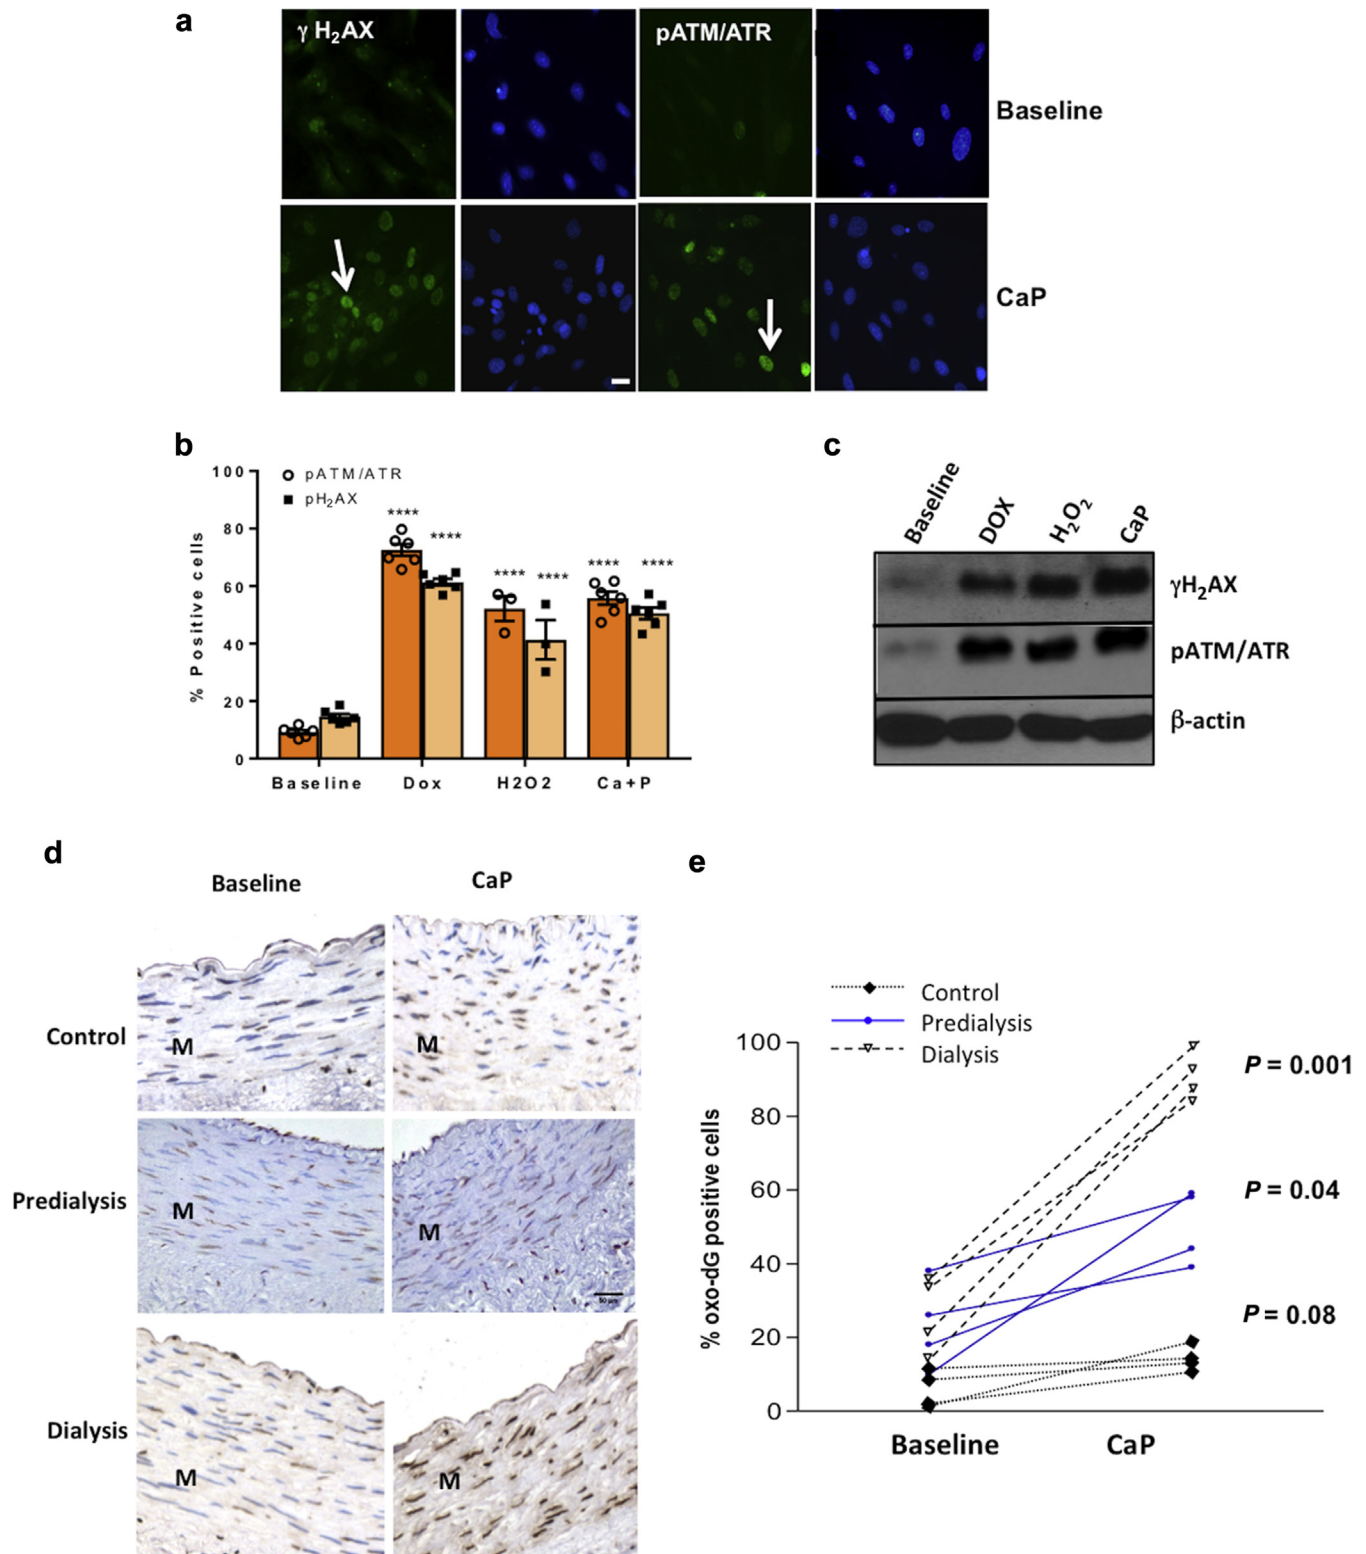 a
γ H₂AX
pATM/ATR
Baseline
CaP
b
100
80
60
40
20
0
% Positive cells
pATM/ATR
pH₂AX
****
****
****
****
****
****
Baseline
Dox
H2O2
Ca+P
c
Baseline
DOX
H₂O₂
CaP
γH₂AX
pATM/ATR
β-actin
d
Baseline
CaP
Control
M
M
Predialysis
M
M
50 μm
Dialysis
M
M
e
Control
Predialysis
Dialysis
100
80
60
40
20
0
% oxo-dG positive cells
P = 0.001
P = 0.04
P = 0.08
Baseline
CaP